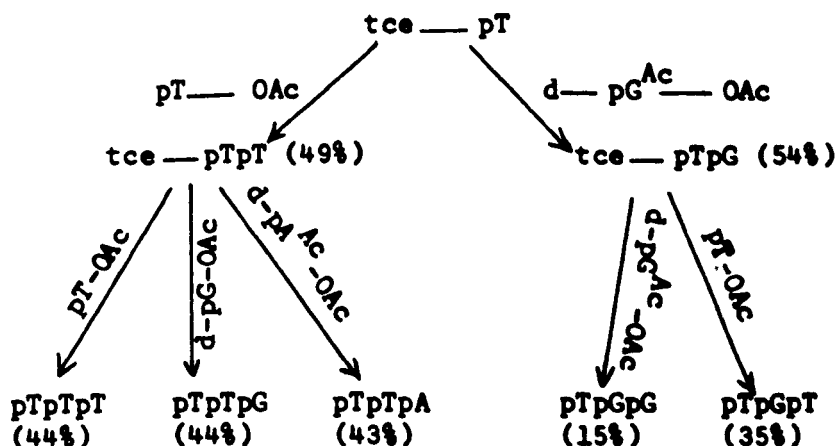 tce — pT
pT — OAc
d — pG^Ac — OAc
tce — pTpT (49%)
tce — pTpG (54%)
pT-OAc
d-pG-OAc
d-pA^Ac-OAc
d-pG^Ac-OAc
pT-OAc
pTpTpT pTpTpG pTpTpA pTpGpG pTpGpT
(44%) (44%) (43%) (15%) (35%)